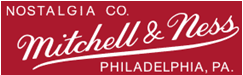 NOSTALGIA CO.
Mitchell & Ness
PHILADELPHIA, PA.